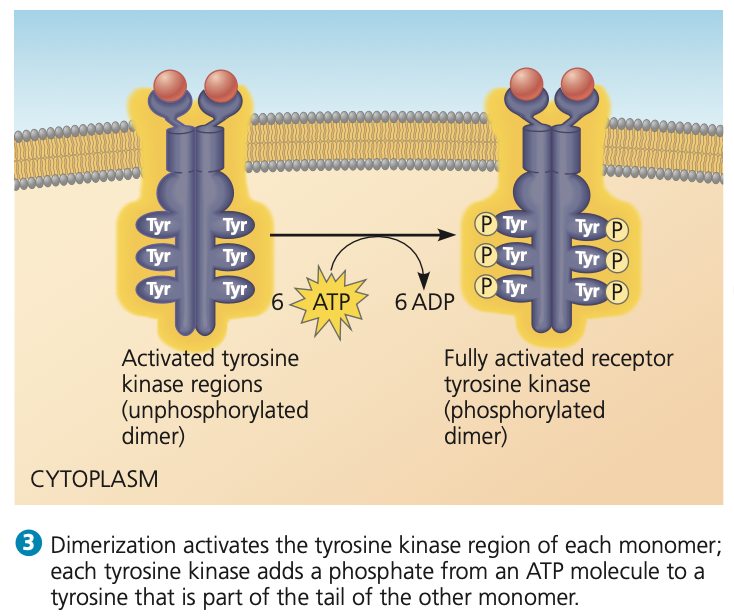 Tyr Tyr
Tyr Tyr
Tyr Tyr
6 ATP 6 ADP
P Tyr Tyr P
P Tyr Tyr P
P Tyr Tyr P
Activated tyrosine
kinase regions
(unphosphorylated
dimer)
Fully activated receptor
tyrosine kinase
(phosphorylated
dimer)
CYTOPLASM
3 Dimerization activates the tyrosine kinase region of each monomer;
each tyrosine kinase adds a phosphate from an ATP molecule to a
tyrosine that is part of the tail of the other monomer.